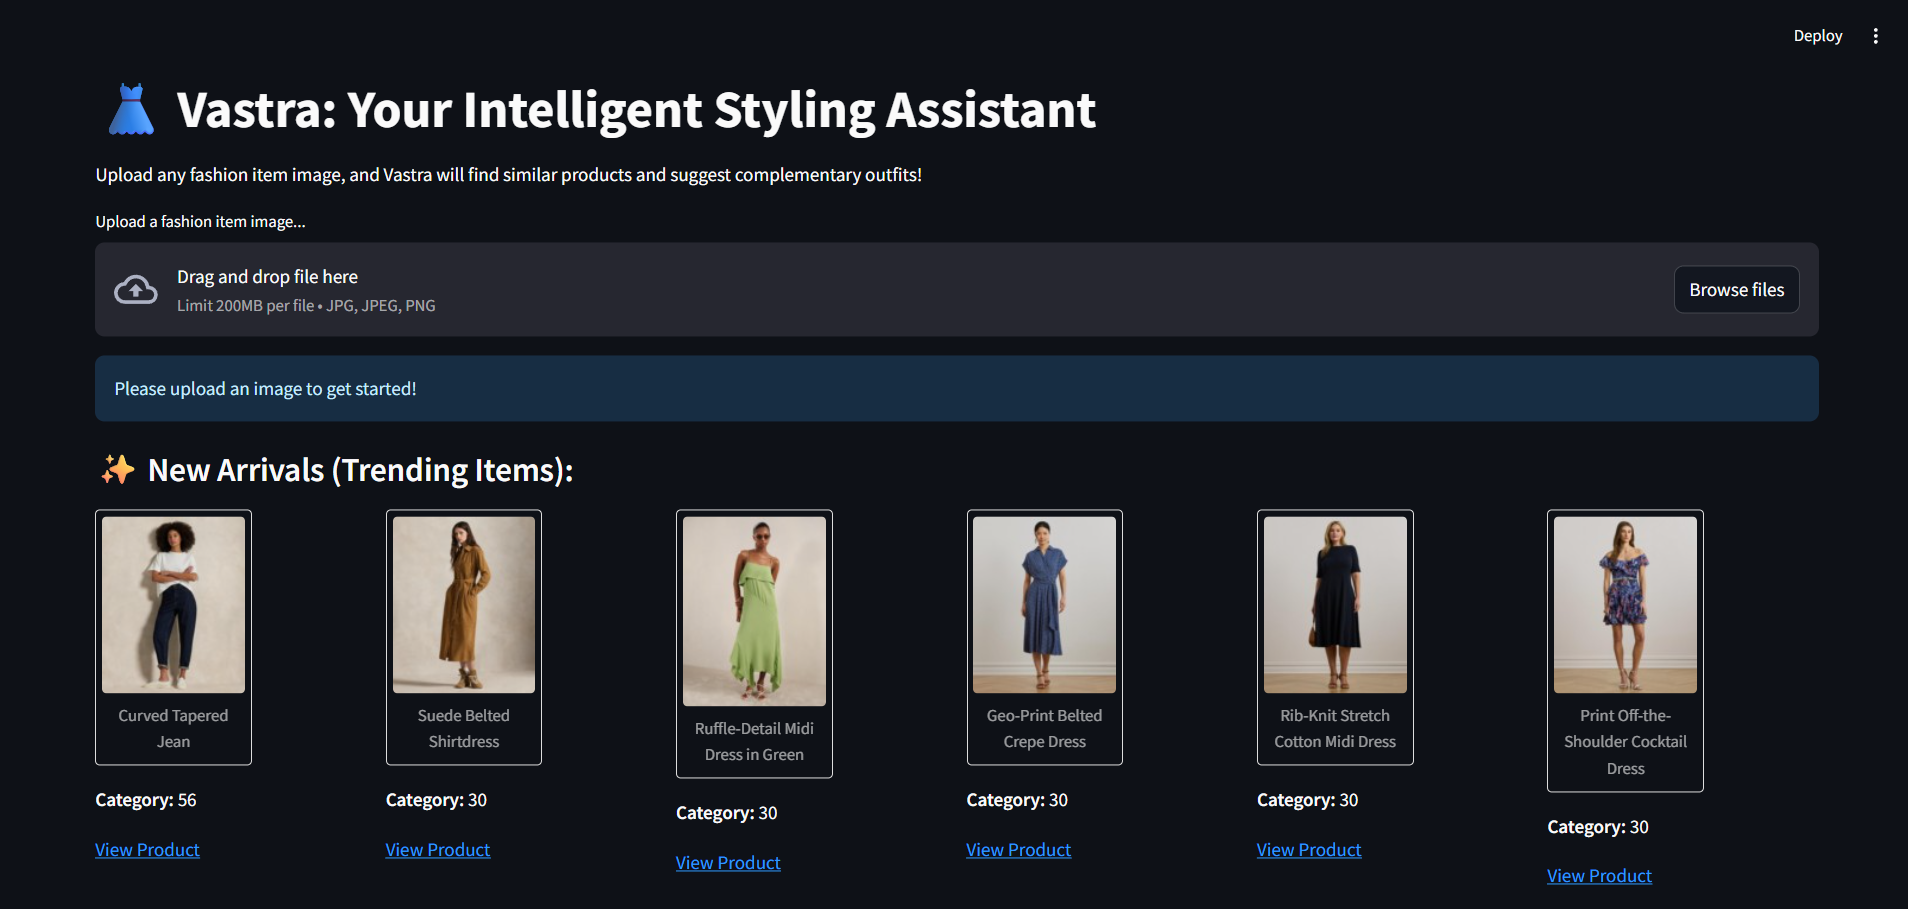 Deploy
Vastra: Your Intelligent Styling Assistant
Upload any fashion item image, and Vastra will find similar products and suggest complementary outfits!
Upload a fashion item image...
Drag and drop file here
Limit 200MB per file • JPG, JPEG, PNG
Browse files
Please upload an image to get started!
New Arrivals (Trending Items):
Curved Tapered
Jean
Category: 56
View Product
Suede Belted
Shirtdress
Category: 30
View Product
Ruffle-Detail Midi
Dress in Green
Category: 30
View Product
Geo-Print Belted
Crepe Dress
Category: 30
View Product
Rib-Knit Stretch
Cotton Midi Dress
Category: 30
View Product
Print Off-the-
Shoulder Cocktail
Dress
Category: 30
View Product